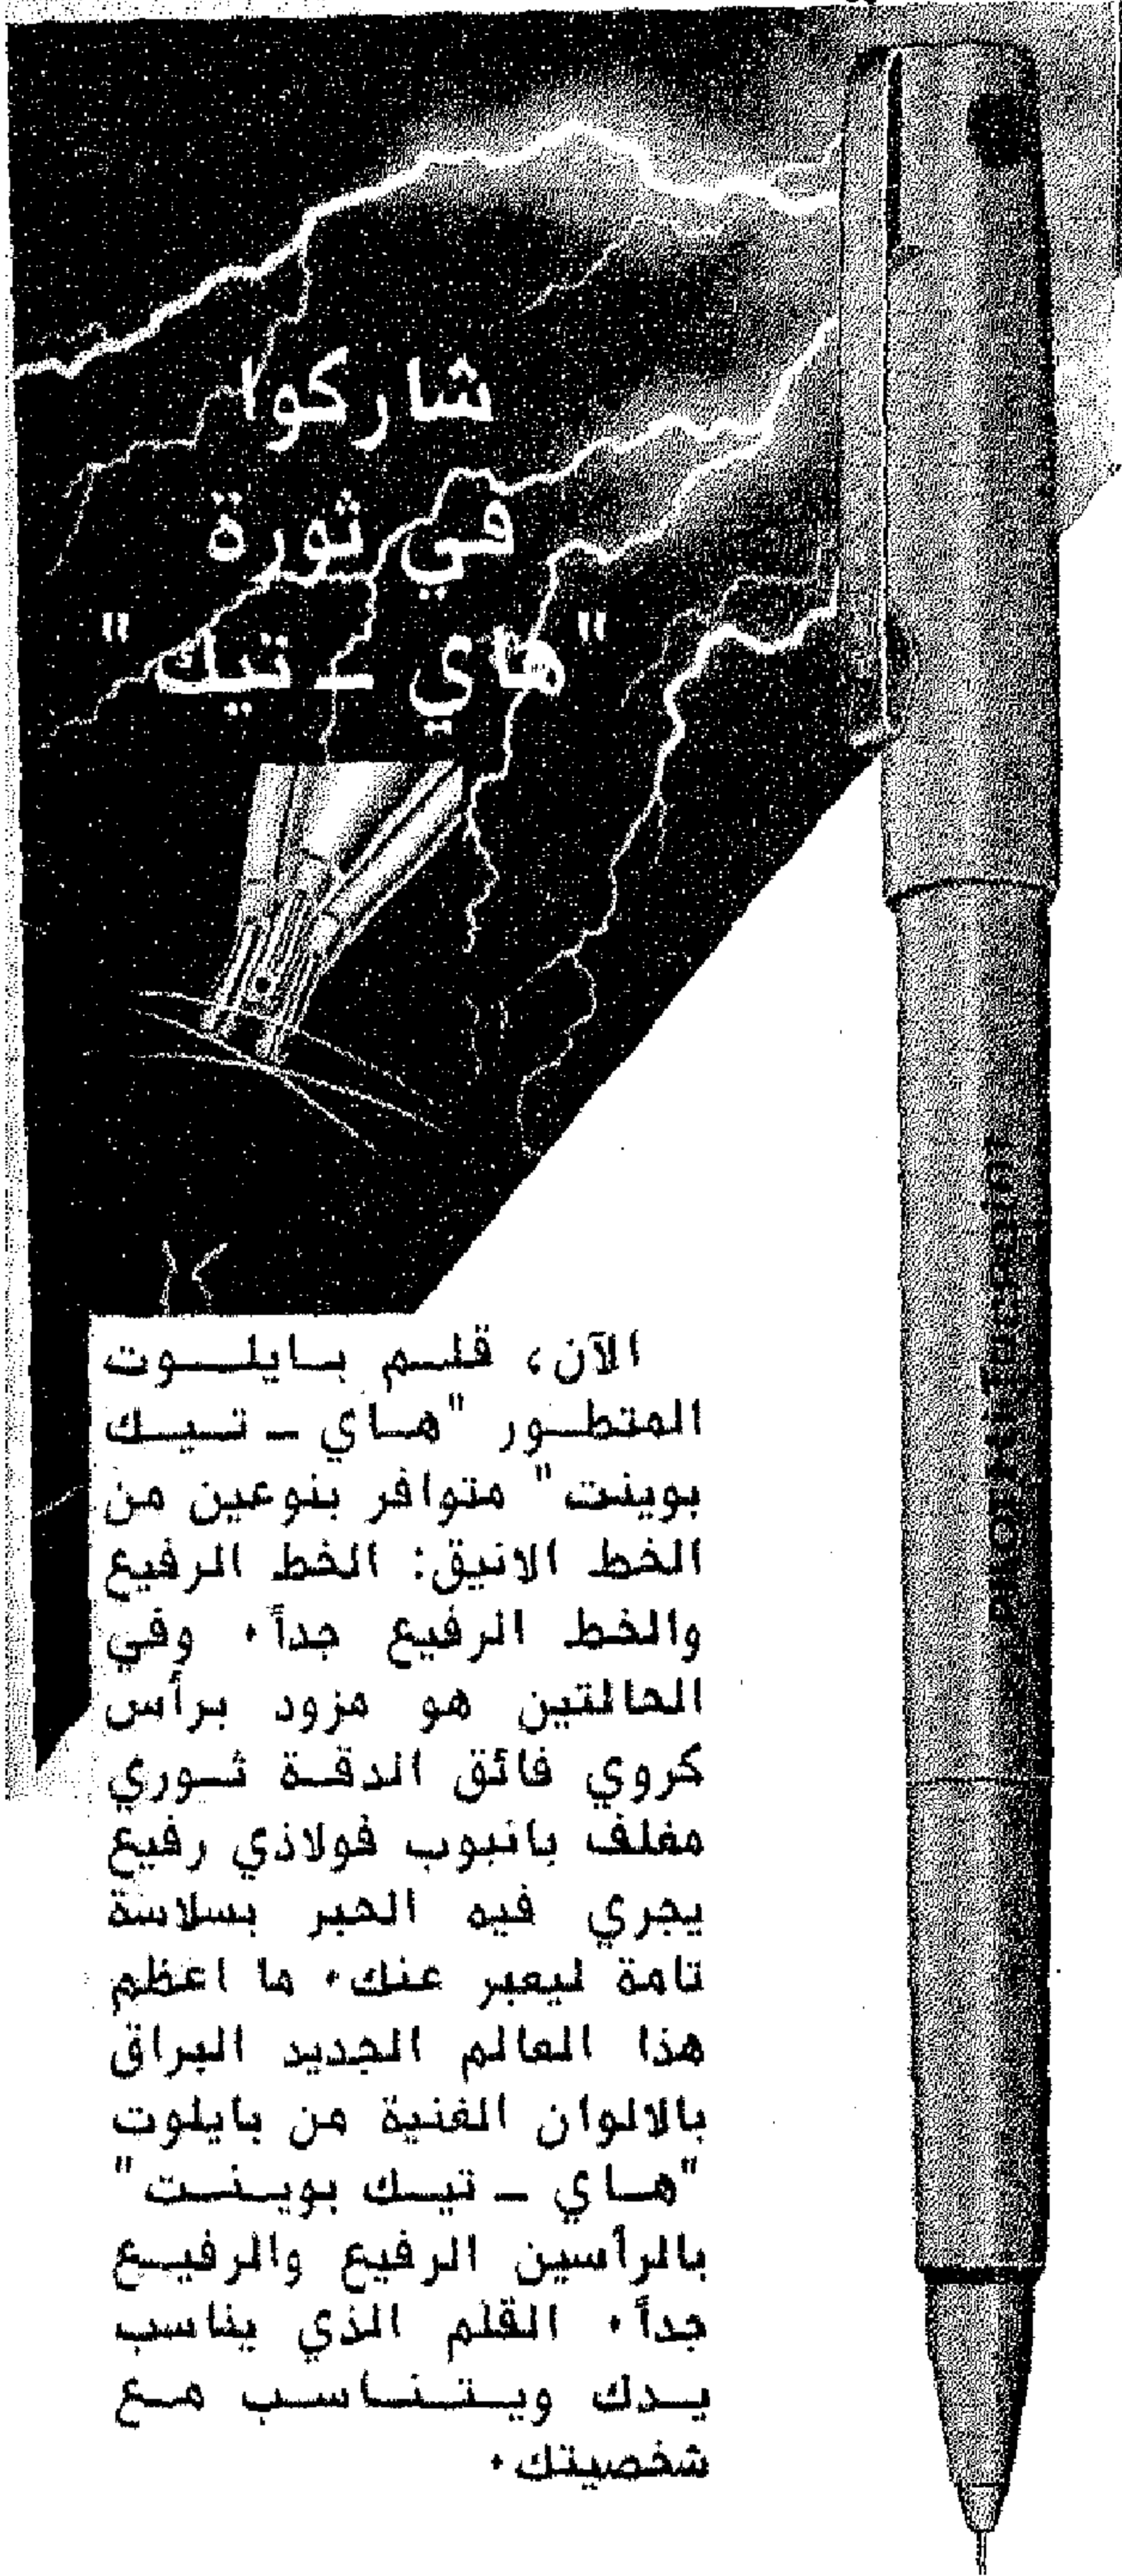 شاركوا
في ثورة
"هاي ـ تيك"
الآن، قلم بايلوت
المتطور "هاي ـ تيك
بوينت" متوافر بنوعين من
الخط الانيق: الخط الرفيع
والخط الرفيع جداً. وفي
الحالتين هو مزود برأس
كروي فائق الدقة ثوري
مغلف بانبوب فولاذي رفيع
يجري فيه الحبر بسلاسة
تامة ليعبر عنك. ما اعظم
هذا العالم الجديد البراق
بالالوان الغنية من بايلوت
"هاي ـ تيك بوينت"
بالرأسين الرفيع والرفيع
جداً. القلم الذي يناسب
يدك ويتناسب مع
شخصيتك.
PILOT